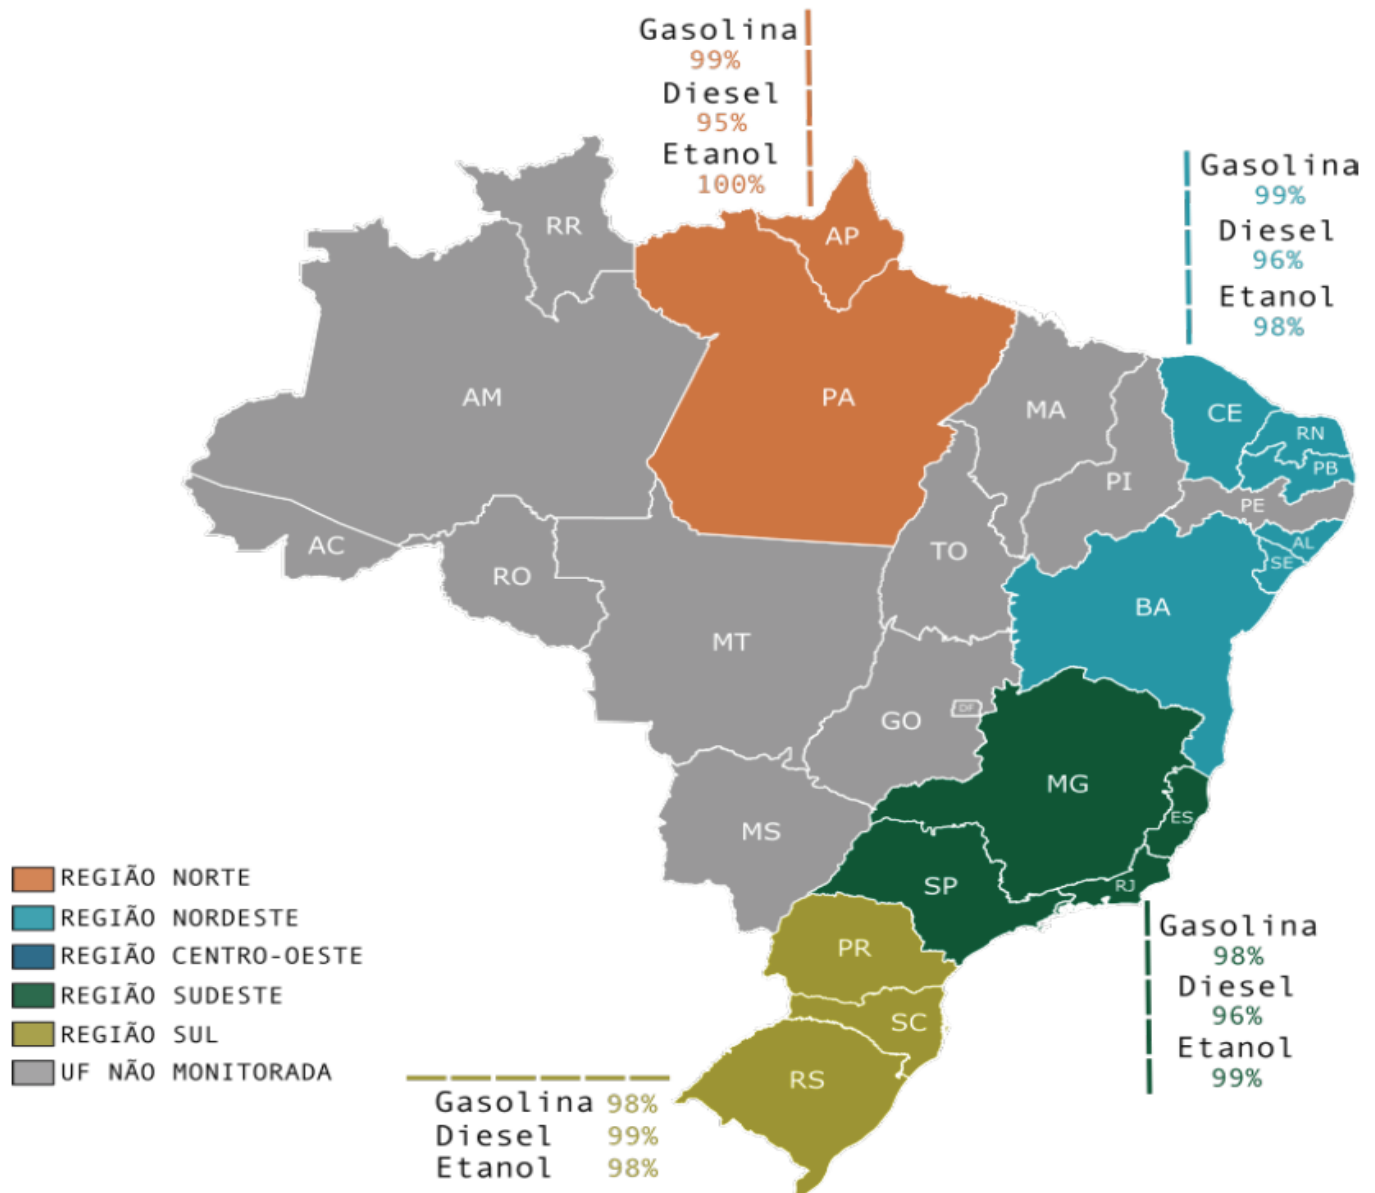 Gasolina
99%
Diesel
95%
Etanol
100%
Gasolina
99%
Diesel
96%
Etanol
98%
RR
AP
AM
PA
MA
CE
RN
PB
PI
PE
AC
RO
TO
AL
SE
BA
MT
GO
DF
MG
ES
MS
SP
RJ
PR
SC
RS
REGIÃO NORTE
REGIÃO NORDESTE
REGIÃO CENTRO-OESTE
REGIÃO SUDESTE
REGIÃO SUL
UF NÃO MONITORADA
Gasolina
98%
Diesel
96%
Etanol
99%
Gasolina 98%
Diesel 99%
Etanol 98%